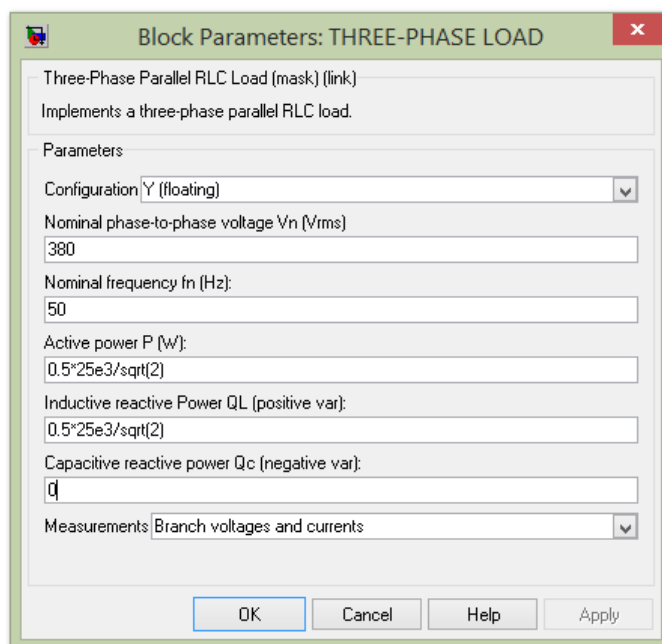 Block Parameters: THREE-PHASE LOAD
x
Three-Phase Parallel RLC Load (mask) (link)
Implements a three-phase parallel RLC load.
Parameters
Configuration Y (floating)
Nominal phase-to-phase voltage Vn (Vrms)
380
Nominal frequency fn (Hz):
50
Active power P (W):
0.5*25e3/sqrt(2)
Inductive reactive Power QL (positive var):
0.5*25e3/sqrt(2)
Capacitive reactive power Qc (negative var):
0
Measurements Branch voltages and currents
OK Cancel Help Apply